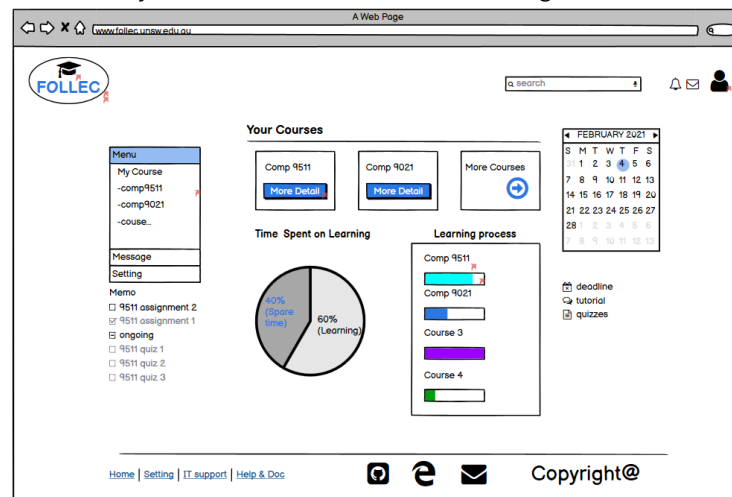 A Web Page
www.follec.unsw.edu.au
FOLLEC
search
Your Courses
Menu
My Course
-comp9511
-comp9021
-couse...
Message
Setting
Memo
9511 assignment 2
9511 assignment 1
ongoing
9511 quiz 1
9511 quiz 2
9511 quiz 3
Comp 9511
More Detail
Comp 9021
More Detail
More Courses
Time Spent on Learning
40%
(Spare
time)
60%
(Learning)
Learning process
Comp 9511
Comp 9021
Course 3
Course 4
FEBRUARY 2021
S M T W T F S
31 1 2 3 4 5 6
7 8 9 10 11 12 13
14 15 16 17 18 19 20
21 22 23 24 25 26 27
28 1 2 3 4 5 6
7 8 9 10 11 12 13
deadline
tutorial
quizzes
Home | Setting | IT support | Help & Doc
Copyright@